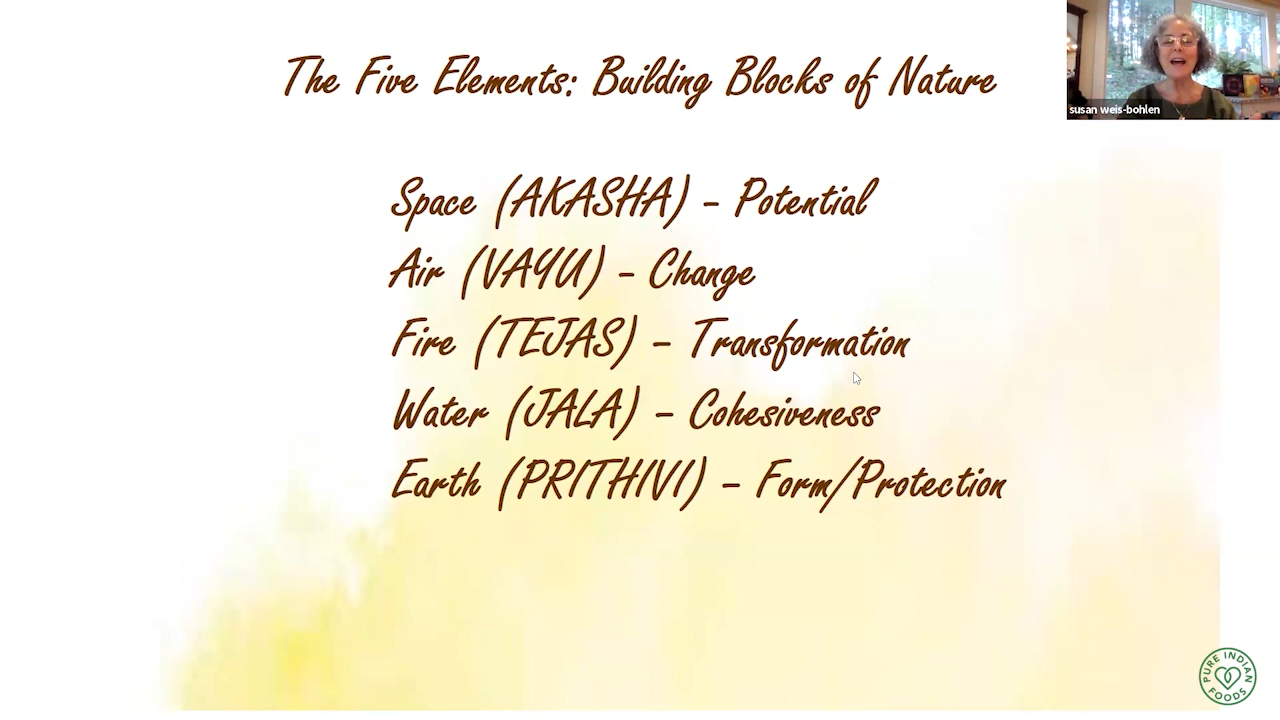 The Five Elements: Building Blocks of Nature
susan weis-bohlen
Space (AKASHA) – Potential
Air (VAYU) – Change
Fire (TEJAS) – Transformation
Water (JALA) – Cohesiveness
Earth (PRITHIVI) – Form/Protection
PURE INDIAN FOODS